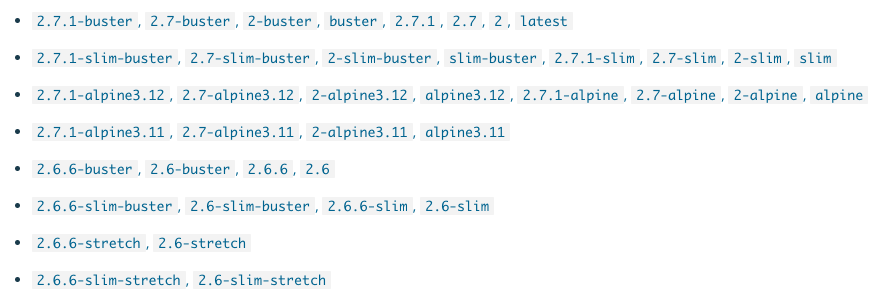 • 2.7.1-buster, 2.7-buster, 2-buster, buster, 2.7.1, 2.7, 2, latest
• 2.7.1-slim-buster, 2.7-slim-buster, 2-slim-buster, slim-buster, 2.7.1-slim, 2.7-slim, 2-slim, slim
• 2.7.1-alpine3.12, 2.7-alpine3.12, 2-alpine3.12, alpine3.12, 2.7.1-alpine, 2.7-alpine, 2-alpine, alpine
• 2.7.1-alpine3.11, 2.7-alpine3.11, 2-alpine3.11, alpine3.11
• 2.6.6-buster, 2.6-buster, 2.6.6, 2.6
• 2.6.6-slim-buster, 2.6-slim-buster, 2.6.6-slim, 2.6-slim
• 2.6.6-stretch, 2.6-stretch
• 2.6.6-slim-stretch, 2.6-slim-stretch